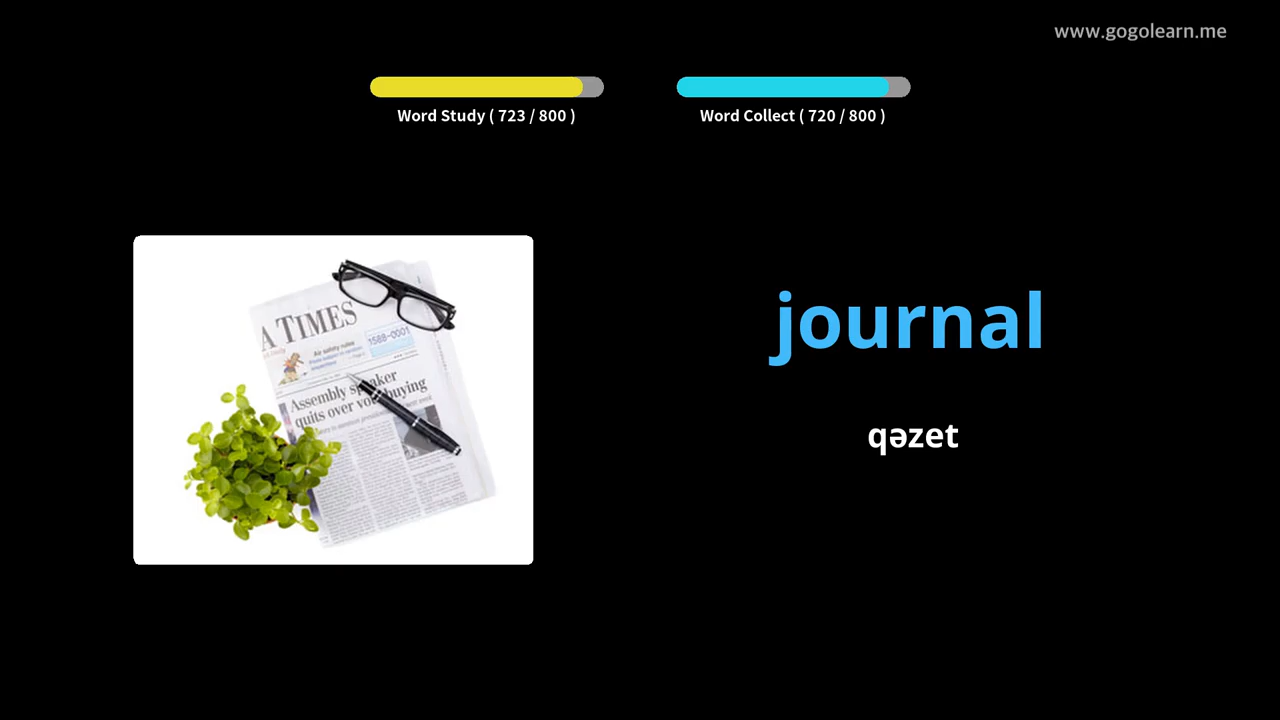 www.gogolearn.me
Word Study ( 723 / 800 )
Word Collect ( 720 / 800 )
A TIMES
Air safety rules
1588-0001
Assembly speaker
quits over vote buying
journal
qəzet